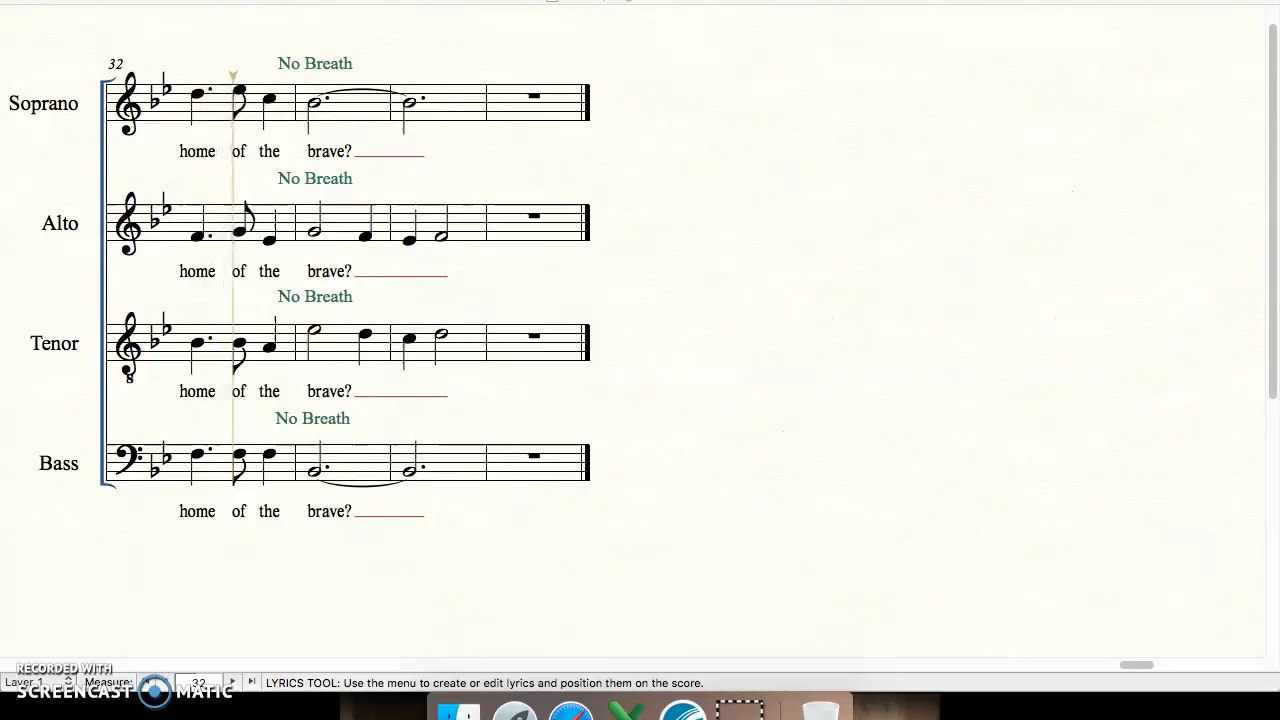 32
No Breath
Soprano
home of the brave?
No Breath
Alto
home of the brave?
No Breath
Tenor
8
home of the brave?
No Breath
Bass
home of the brave?
RECORDED WITH
SCREENCAST MATIC
Layer 1 Measure: 32 LYRICS TOOL: Use the menu to create or edit lyrics and position them on the score.